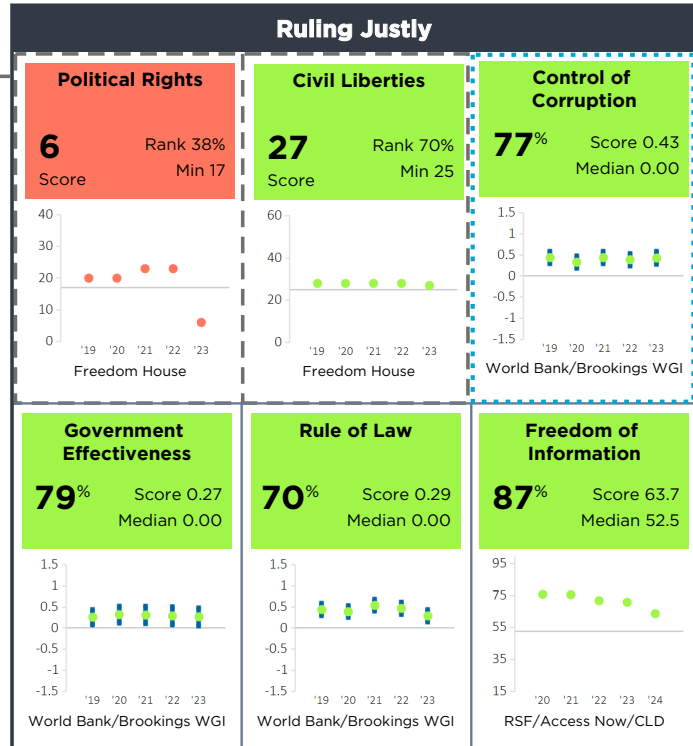 Ruling Justly
Political Rights
6
Score
Rank 38%
Min 17
40
30
20
10
0
'19 '20 '21 '22 '23
Freedom House
Civil Liberties
27
Score
Rank 70%
Min 25
60
40
20
0
'19 '20 '21 '22 '23
Freedom House
Control of
Corruption
77%
Score 0.43
Median 0.00
1.5
1
0.5
0
-0.5
-1
-1.5
'19 '20 '21 '22 '23
World Bank/Brookings WGI
Government
Effectiveness
79%
Score 0.27
Median 0.00
1.5
1
0.5
0
-0.5
-1
-1.5
'19 '20 '21 '22 '23
World Bank/Brookings WGI
Rule of Law
70%
Score 0.29
Median 0.00
1.5
1
0.5
0
-0.5
-1
-1.5
'19 '20 '21 '22 '23
World Bank/Brookings WGI
Freedom of
Information
87%
Score 63.7
Median 52.5
95
75
55
35
15
'20 '21 '22 '23 '24
RSF/Access Now/CLD